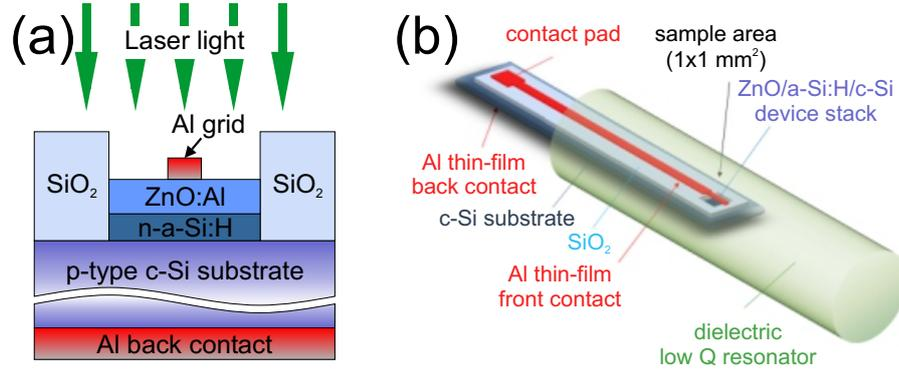 (a)
Laser light
Al grid
SiO₂
SiO₂
ZnO:Al
n-a-Si:H
p-type c-Si substrate
Al back contact
(b)
contact pad
sample area
(1x1 mm²)
ZnO/a-Si:H/c-Si
device stack
Al thin-film
back contact
c-Si substrate
SiO₂
Al thin-film
front contact
dielectric
low Q resonator